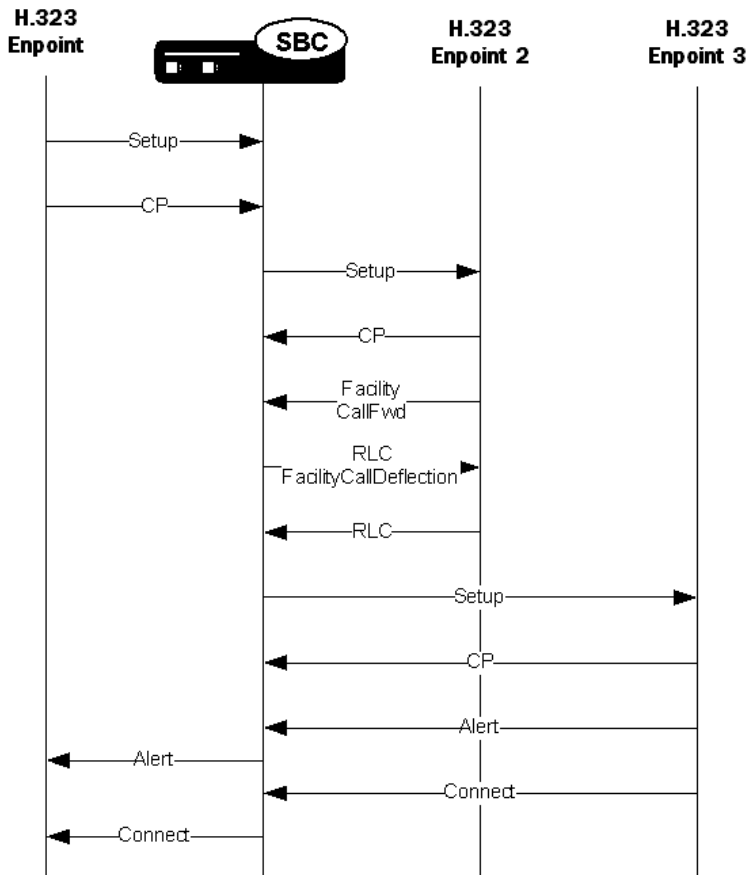 H.323
Enpoint
SBC
H.323
Enpoint 2
H.323
Enpoint 3
Setup
CP
Setup
CP
Facility
CallFwd
RLC
FacilityCallDeflection
RLC
Setup
CP
Alert
Alert
Connect
Connect